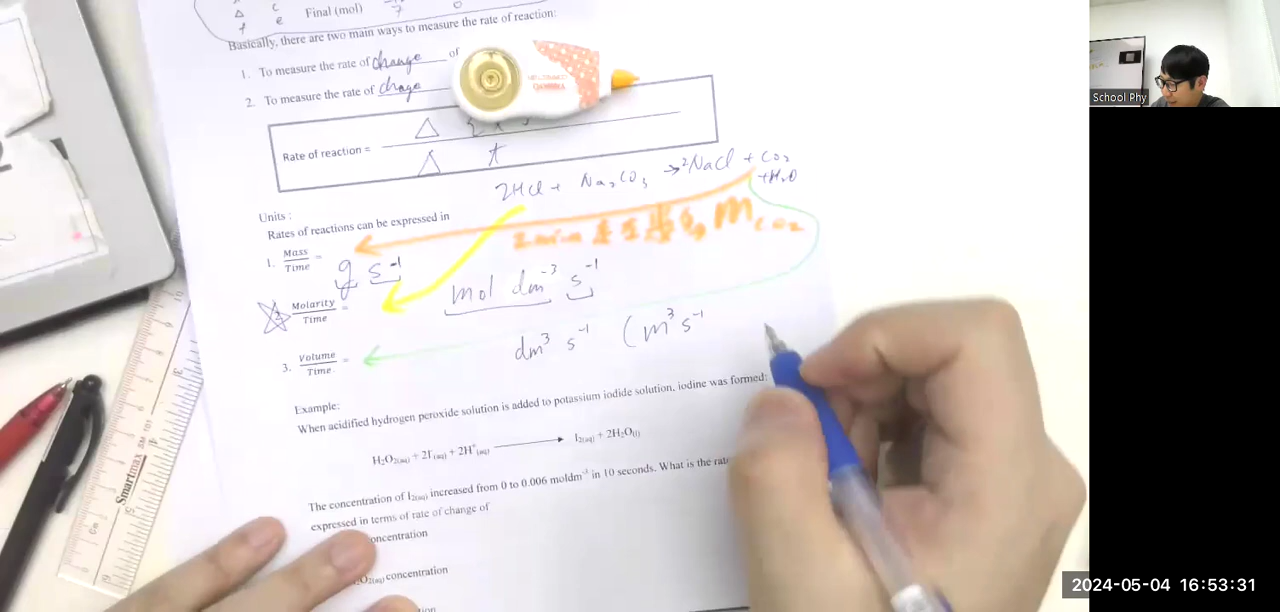 Final (mol) 7 0
Basically, there are two main ways to measure the rate of reaction:
1. To measure the rate of change of
2. To measure the rate of chage
Rate of reaction = Δ
Δ t
2HCl + Na₂CO₃ → 2NaCl + CO₂
+H₂O
Units :
Rates of reactions can be expressed in
m CO₂
1. Mass
Time =
g s⁻¹
2. Molarity
Time =
mol dm⁻³ s⁻¹
3. Volume
Time =
dm³ s⁻¹ (m³ s⁻¹
Example:
When acidified hydrogen peroxide solution is added to potassium iodide solution, iodine was formed:
H₂O₂(aq) + 2I⁻(aq) + 2H⁺(aq) → I₂(aq) + 2H₂O(l)
The concentration of I₂(aq) increased from 0 to 0.006 moldm⁻³ in 10 seconds. What is the
expressed in terms of rate of change of
concentration
O₂(aq) concentration
Smartmax
School Phy
2024-05-04 16:53:31